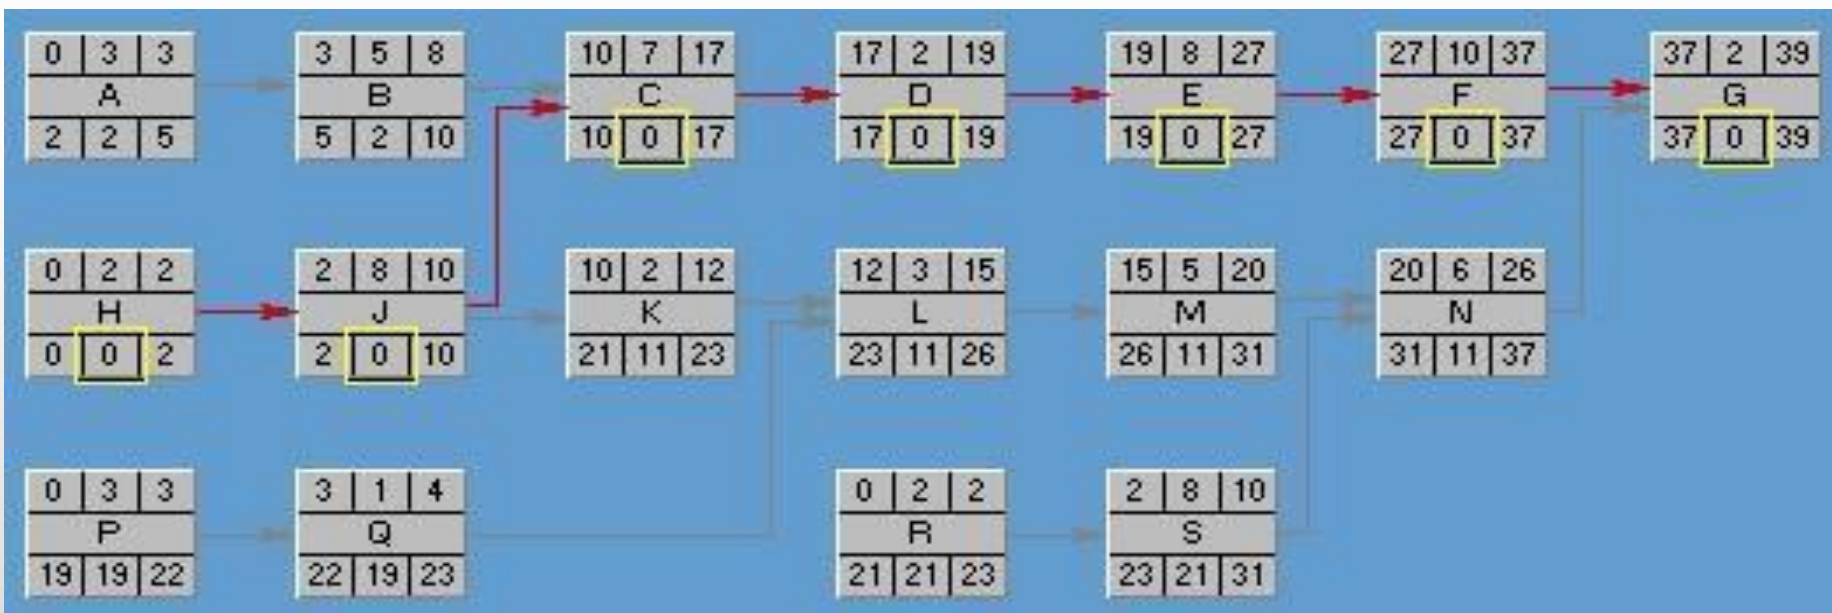 0 3 3 3 5 8 10 7 17 17 2 19 19 8 27 27 10 37 37 2 39
A B C D E F G
2 2 5 5 2 10 10 0 17 17 0 19 19 0 27 27 0 37 37 0 39
0 2 2 2 8 10 10 2 12 12 3 15 15 5 20 20 6 26
H J K L M N
0 0 2 2 0 10 21 11 23 23 11 26 26 11 31 31 11 37
0 3 3 3 1 4 0 2 2 2 8 10
P Q R S
19 19 22 22 19 23 21 21 23 23 21 31